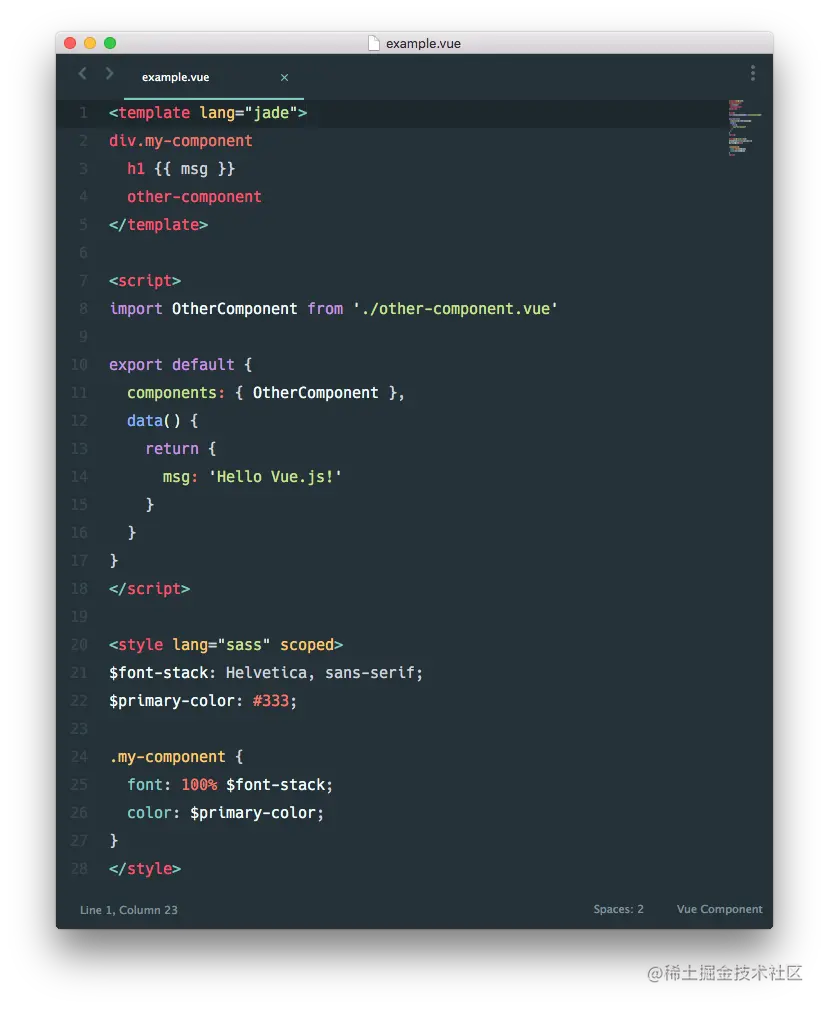 example.vue
example.vue ×
1 <template lang="jade">
2 div.my-component
3   h1 {{ msg }}
4   other-component
5 </template>
6
7 <script>
8 import OtherComponent from './other-component.vue'
9
10 export default {
11   components: { OtherComponent },
12   data() {
13     return {
14       msg: 'Hello Vue.js!'
15     }
16   }
17 }
18 </script>
19
20 <style lang="sass" scoped>
21 $font-stack: Helvetica, sans-serif;
22 $primary-color: #333;
23
24 .my-component {
25   font: 100% $font-stack;
26   color: $primary-color;
27 }
28 </style>
Line 1, Column 23 Spaces: 2 Vue Component
@稀土掘金技术社区